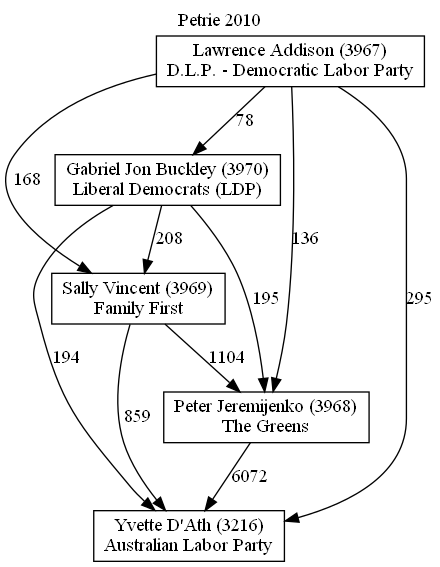 Petrie 2010
Lawrence Addison (3967)
D.L.P. - Democratic Labor Party
78
Gabriel Jon Buckley (3970)
Liberal Democrats (LDP)
168
208
136
Sally Vincent (3969)
Family First
195
295
194
1104
859
Peter Jeremijenko (3968)
The Greens
6072
Yvette D'Ath (3216)
Australian Labor Party